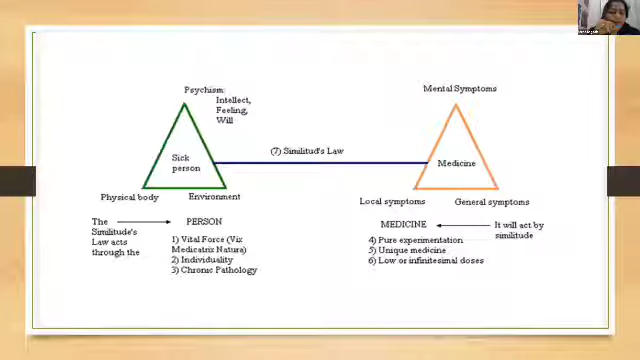 Psychism:
Intellect,
Feeling,
Will
Mental Symptoms
(7) Similitud's Law
Sick
person
Medicine
Physical body
Environment
Local symptoms
General symptoms
The
Similitude's
Law acts
through the
PERSON
1) Vital Force (Vix
Medicatrix Natura)
2) Individuality
3) Chronic Pathology
MEDICINE
It will act by
similitude
4) Pure experimentation
5) Unique medicine
6) Low or infinitesimal doses